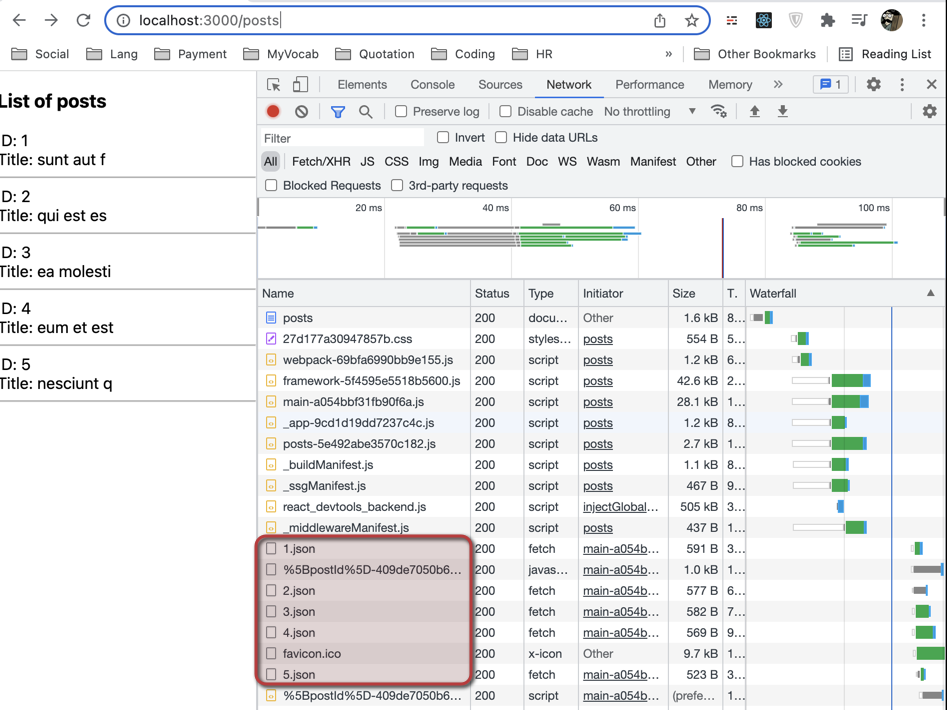 localhost:3000/posts
Social Lang Payment MyVocab Quotation Coding HR » Other Bookmarks Reading List
List of posts
D: 1
Title: sunt aut f
D: 2
Title: qui est es
D: 3
Title: ea molesti
D: 4
Title: eum et est
D: 5
Title: nesciunt q
Elements Console Sources Network Performance Memory » 1
Preserve log Disable cache No throttling
Filter Invert Hide data URLs
All Fetch/XHR JS CSS Img Media Font Doc WS Wasm Manifest Other Has blocked cookies
Blocked Requests 3rd-party requests
20 ms 40 ms 60 ms 80 ms 100 ms
Name Status Type Initiator Size T. Waterfall
posts 200 docu... Other 1.6 kB 8...
27d177a30947857b.css 200 styles... posts 554 B 5...
webpack-69bfa6990bb9e155.js 200 script posts 1.2 kB 6...
framework-5f4595e5518b5600.js 200 script posts 42.6 kB 2...
main-a054bbf31fb90f6a.js 200 script posts 28.1 kB 1...
_app-9cd1d19dd7237c4c.js 200 script posts 1.2 kB 8...
posts-5e492abe3570c182.js 200 script posts 2.7 kB 1...
_buildManifest.js 200 script posts 1.1 kB 8...
_ssgManifest.js 200 script posts 467 B 9...
react_devtools_backend.js 200 script injectGlobal... 505 kB 3...
_middlewareManifest.js 200 script posts 437 B 1...
1.json 200 fetch main-a054b... 591 B 3...
%5BpostId%5D-409de7050b6... 200 javas... main-a054b... 1.0 kB 1...
2.json 200 fetch main-a054b... 577 B 6...
3.json 200 fetch main-a054b... 582 B 7...
4.json 200 fetch main-a054b... 569 B 9...
favicon.ico 200 x-icon Other 9.7 kB 1...
5.json 200 fetch main-a054b... 523 B 3...
%5BpostId%5D-409de7050b6... 200 script main-a054b... (prefe... 1...